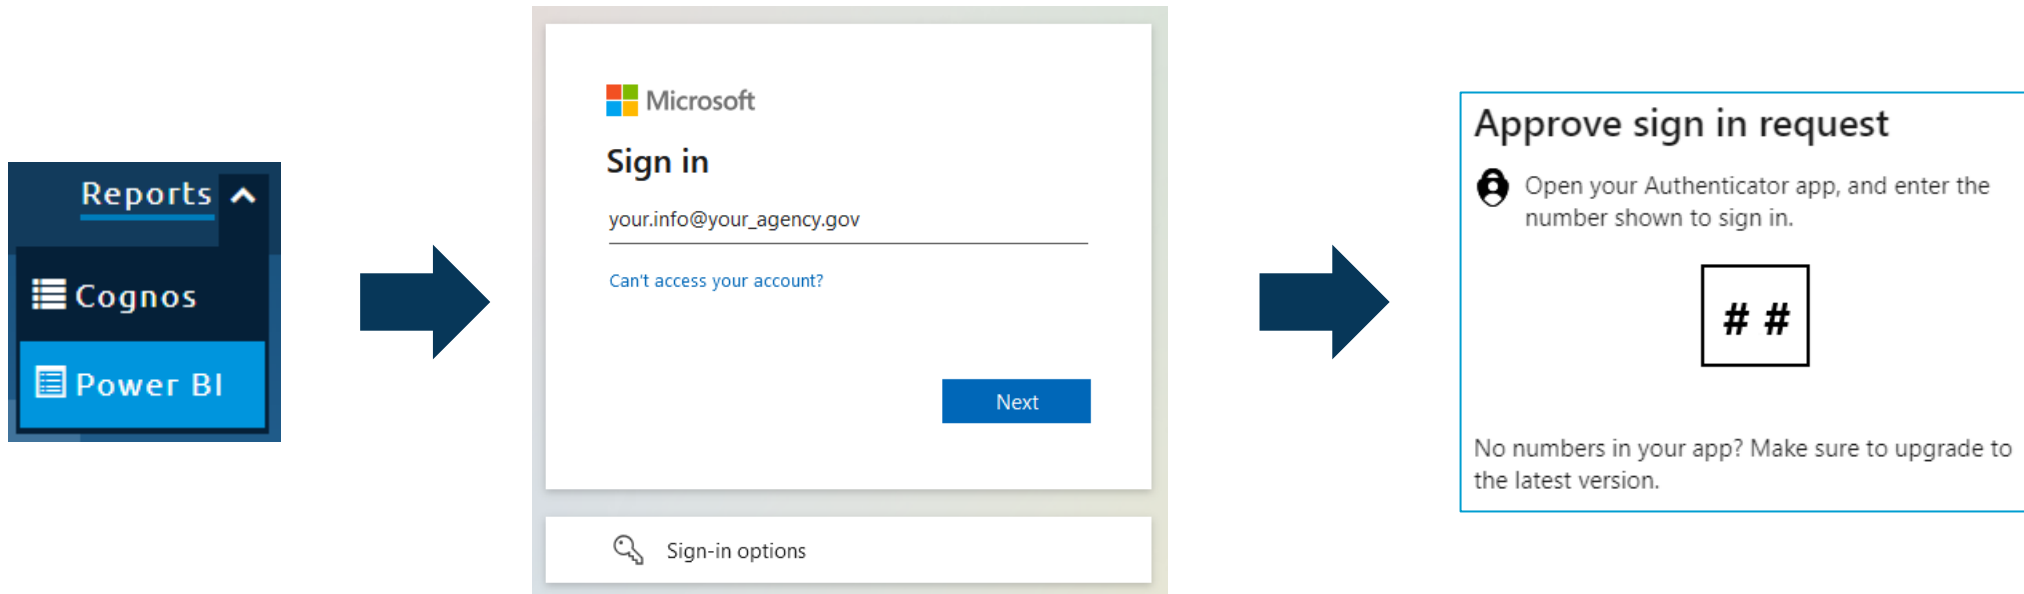 Reports
Cognos
Power BI
Microsoft
Sign in
your.info@your_agency.gov
Can't access your account?
Next
Sign-in options
Approve sign in request
Open your Authenticator app, and enter the
number shown to sign in.
# #
No numbers in your app? Make sure to upgrade to
the latest version.